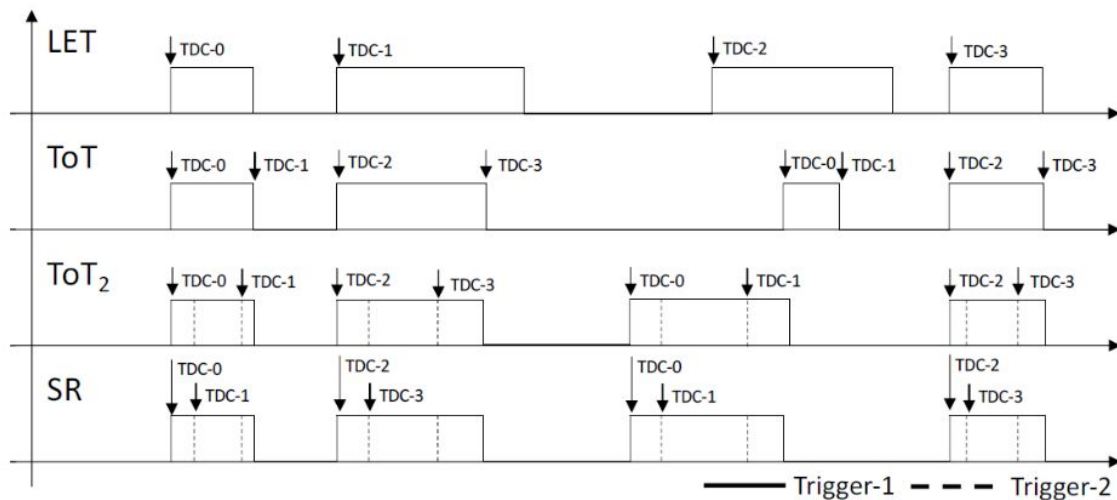 LET
TDC-0 TDC-1 TDC-2 TDC-3
ToT
TDC-0 TDC-1 TDC-2 TDC-3 TDC-0 TDC-1 TDC-2 TDC-3
ToT₂
TDC-0 TDC-1 TDC-2 TDC-3 TDC-0 TDC-1 TDC-2 TDC-3
SR
TDC-0 TDC-2 TDC-0 TDC-2
TDC-1 TDC-3 TDC-1 TDC-3
Trigger-1 Trigger-2